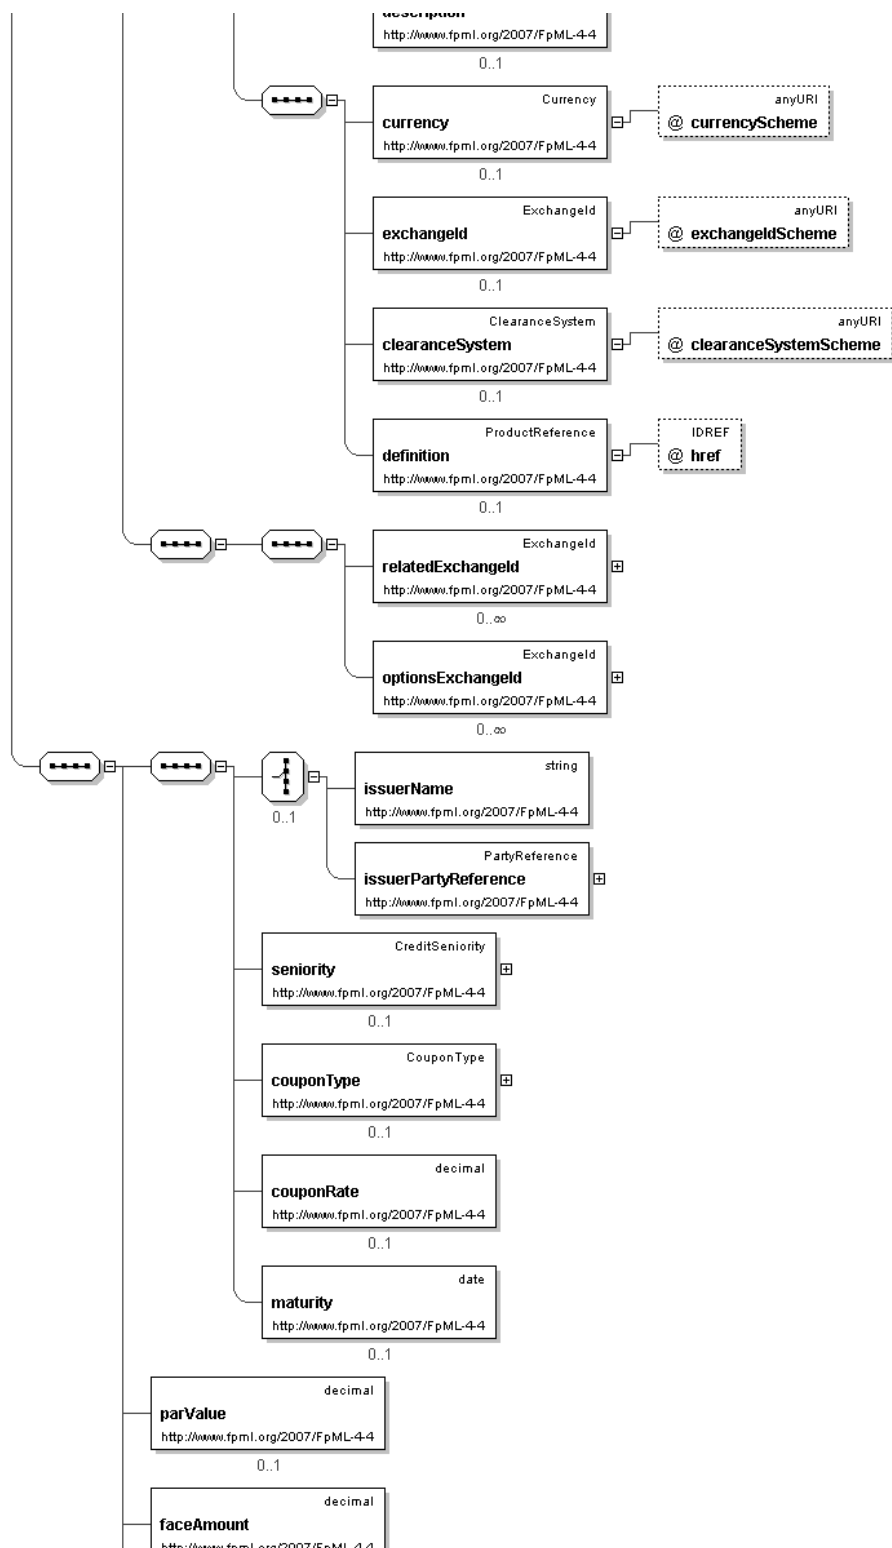 description
http://www.fpml.org/2007/FpML-4-4
0..1
Currency
currency
http://www.fpml.org/2007/FpML-4-4
0..1
anyURI
@ currencyScheme
ExchangeId
exchangeId
http://www.fpml.org/2007/FpML-4-4
0..1
anyURI
@ exchangeIdScheme
ClearanceSystem
clearanceSystem
http://www.fpml.org/2007/FpML-4-4
0..1
anyURI
@ clearanceSystemScheme
ProductReference
definition
http://www.fpml.org/2007/FpML-4-4
0..1
IDREF
@ href
ExchangeId
relatedExchangeId
http://www.fpml.org/2007/FpML-4-4
0..∞
ExchangeId
optionsExchangeId
http://www.fpml.org/2007/FpML-4-4
0..∞
0..1
string
issuerName
http://www.fpml.org/2007/FpML-4-4
PartyReference
issuerPartyReference
http://www.fpml.org/2007/FpML-4-4
CreditSeniority
seniority
http://www.fpml.org/2007/FpML-4-4
0..1
CouponType
couponType
http://www.fpml.org/2007/FpML-4-4
0..1
decimal
couponRate
http://www.fpml.org/2007/FpML-4-4
0..1
date
maturity
http://www.fpml.org/2007/FpML-4-4
0..1
decimal
parValue
http://www.fpml.org/2007/FpML-4-4
0..1
decimal
faceAmount
http://www.fpml.org/2007/FpML-4-4